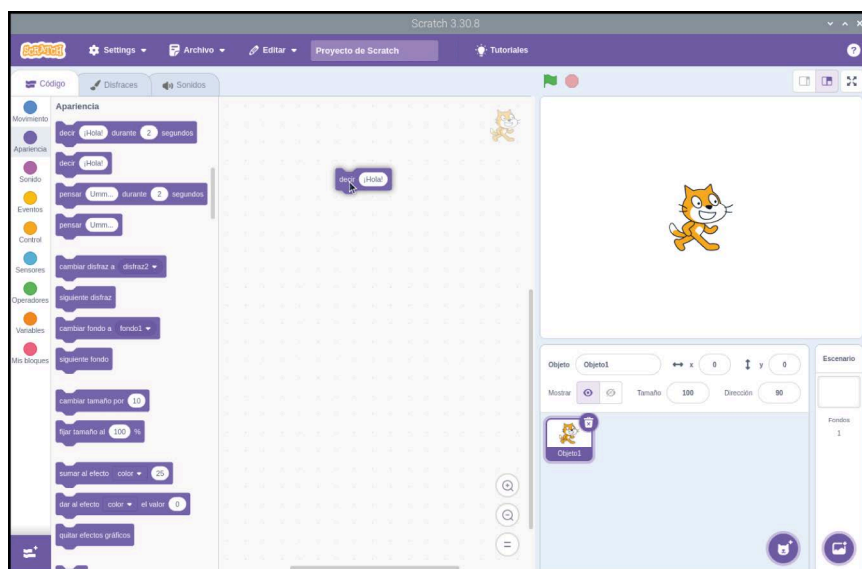 Scratch 3.30.8
SCRATCH Settings Archivo Editar Proyecto de Scratch Tutoriales ?
Código Disfraces Sonidos
Movimiento
Apariencia
Sonido
Eventos
Control
Sensores
Operadores
Variables
Mis bloques
Apariencia
decir ¡Hola! durante 2 segundos
decir ¡Hola!
pensar Umm... durante 2 segundos
pensar Umm...
cambiar disfraz a disfraz2
siguiente disfraz
cambiar fondo a fondo1
siguiente fondo
cambiar tamaño por 10
fijar tamaño al 100 %
sumar al efecto color 25
dar al efecto color el valor 0
quitar efectos gráficos
decir ¡Hola!
Objeto Objeto1 x 0 y 0
Mostrar Tamaño 100 Dirección 90
Objeto1
Escenario
Fondos
1